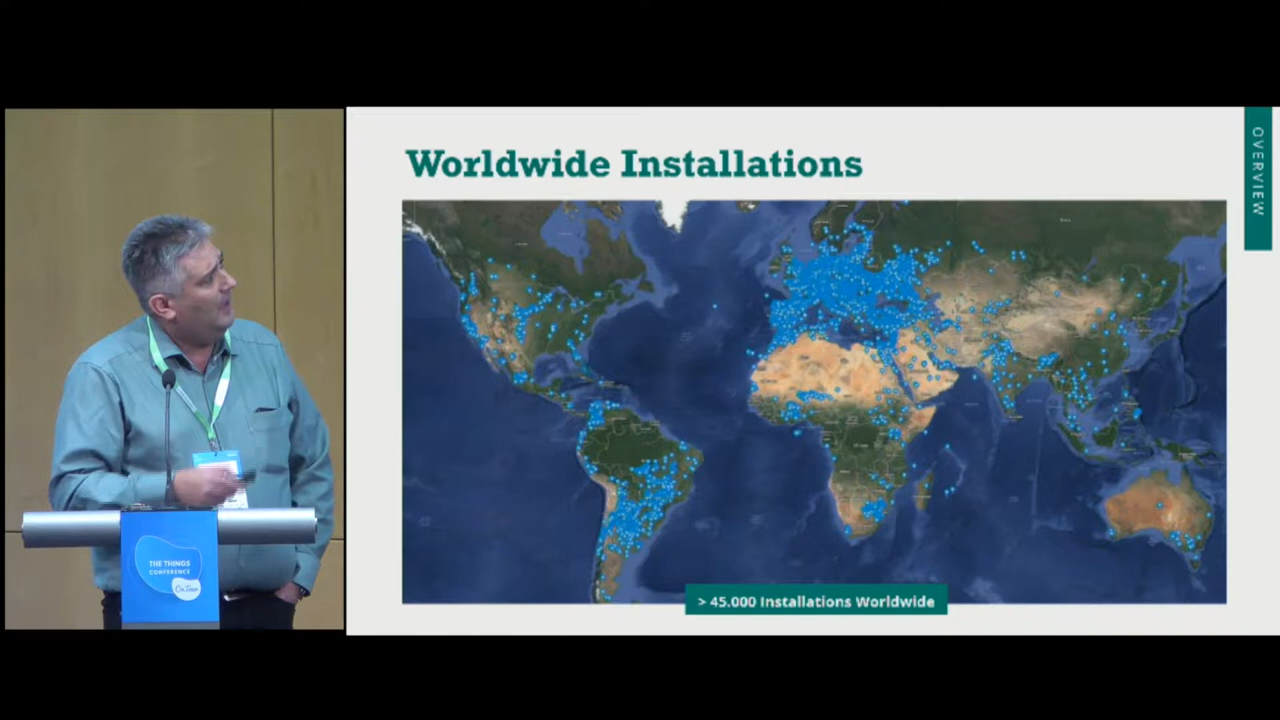 Worldwide Installations
OVERVIEW
> 45.000 Installations Worldwide
THE THINGS
CONFERENCE
On Tour